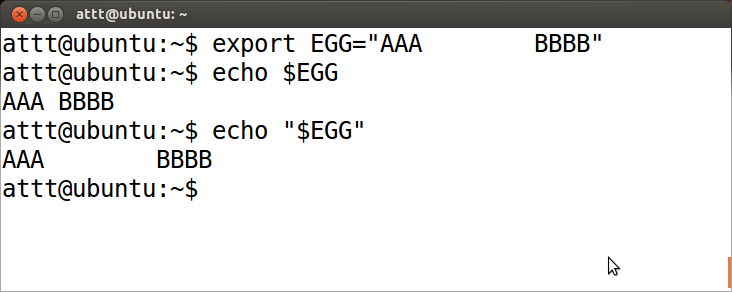 attt@ubuntu: ~
attt@ubuntu:~$ export EGG="AAA        BBBB"
attt@ubuntu:~$ echo $EGG
AAA BBBB
attt@ubuntu:~$ echo "$EGG"
AAA        BBBB
attt@ubuntu:~$